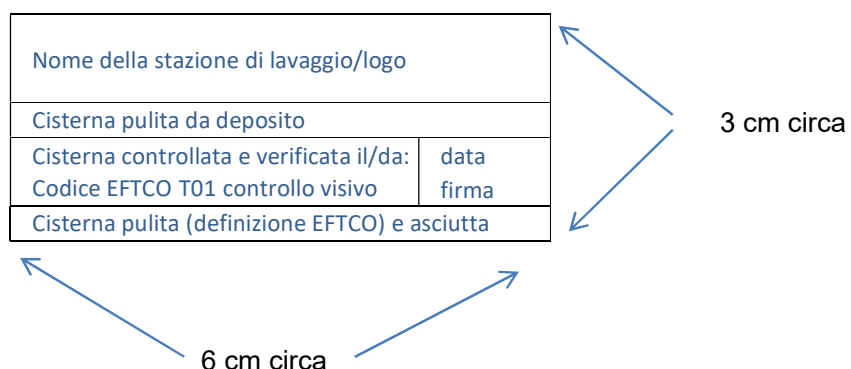 Nome della stazione di lavaggio/logo
Cisterna pulita da deposito
Cisterna controllata e verificata il/da: data
Codice EFTCO T01 controllo visivo firma
Cisterna pulita (definizione EFTCO) e asciutta
3 cm circa
6 cm circa